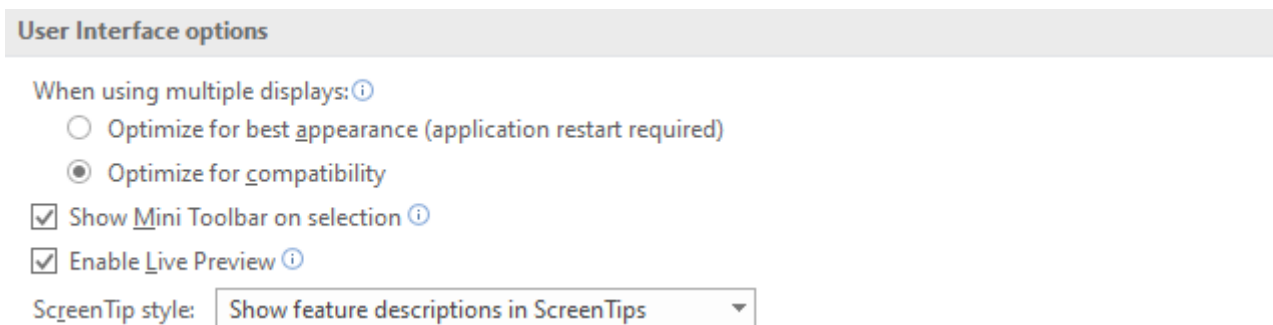 User Interface options
When using multiple displays:
Optimize for best appearance (application restart required)
Optimize for compatibility
Show Mini Toolbar on selection
Enable Live Preview
ScreenTip style: Show feature descriptions in ScreenTips